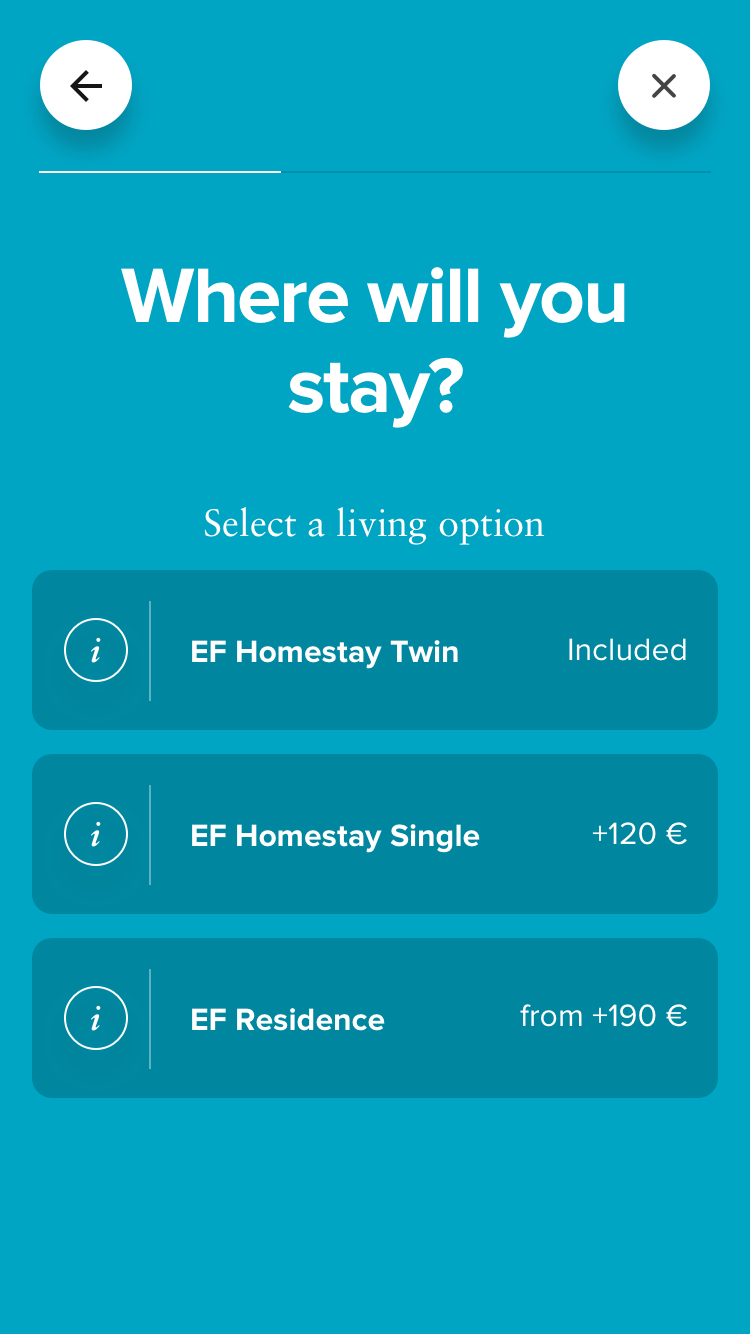 Where will you
stay?
Select a living option
i EF Homestay Twin Included
i EF Homestay Single +120 €
i EF Residence from +190 €